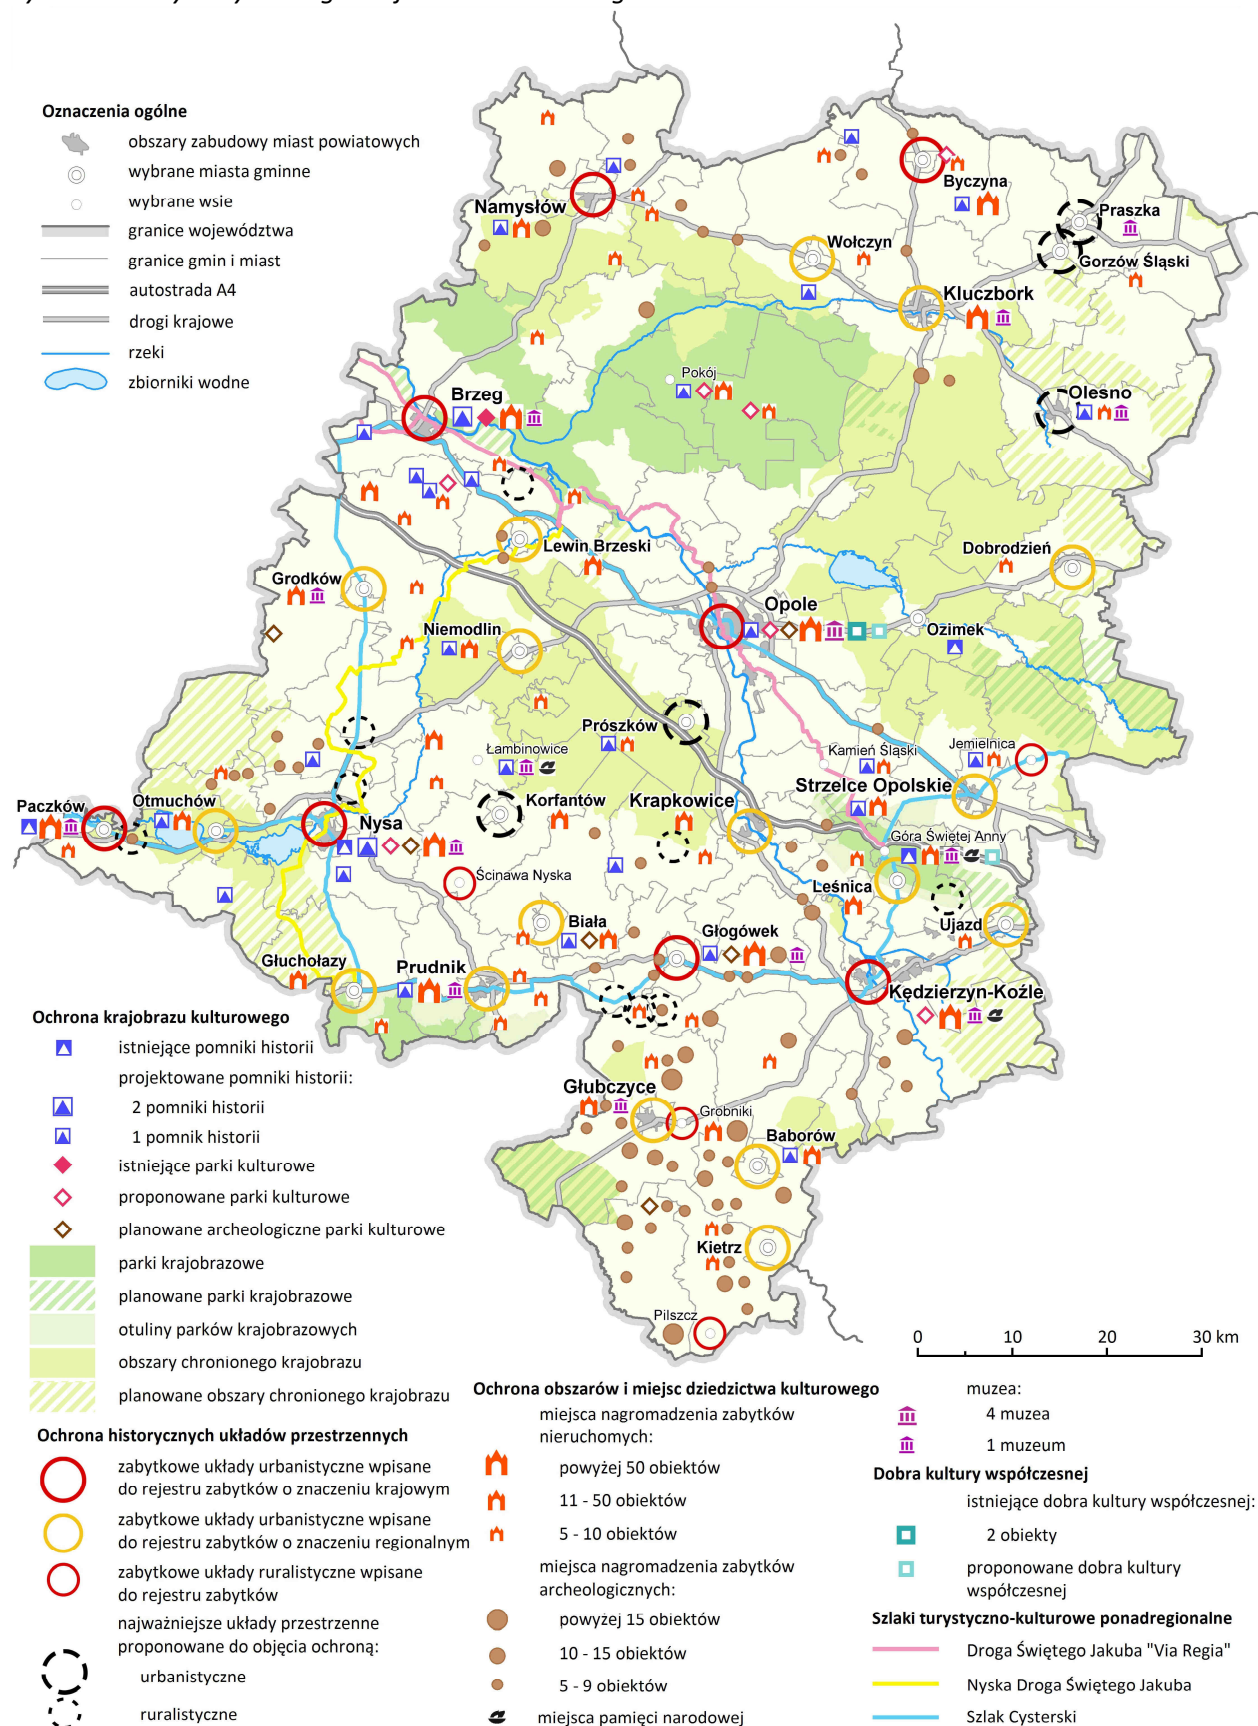 Oznaczenia ogólne
obszary zabudowy miast powiatowych
wybrane miasta gminne
wybrane wsie
granice województwa
granice gmin i miast
autostrada A4
drogi krajowe
rzeki
zbiorniki wodne
Namysłów
Byczyna
Praszka
Wołczyn
Gorzów Śląski
Kluczbork
Pokój
Brzeg
Olesno
Lewin Brzeski
Dobrodzień
Grodków
Opole
Niemodlin
Ozimek
Prószków
Łambinowice
Kamień Śląski
Jemielnica
Strzelce Opolskie
Paczków
Otmuchów
Korfantów
Krapkowice
Nysa
Góra Świętej Anny
Ścinawa Nyska
Leśnica
Biała
Głogówek
Ujazd
Głuchołazy
Prudnik
Kędzierzyn-Koźle
Głubczyce
Grobniki
Baborów
Kietrz
Pilszcz
0 10 20 30 km
Ochrona krajobrazu kulturowego
istniejące pomniki historii
projektowane pomniki historii:
2 pomniki historii
1 pomnik historii
istniejące parki kulturowe
proponowane parki kulturowe
planowane archeologiczne parki kulturowe
parki krajobrazowe
planowane parki krajobrazowe
otuliny parków krajobrazowych
obszary chronionego krajobrazu
planowane obszary chronionego krajobrazu
Ochrona historycznych układów przestrzennych
zabytkowe układy urbanistyczne wpisane
do rejestru zabytków o znaczeniu krajowym
zabytkowe układy urbanistyczne wpisane
do rejestru zabytków o znaczeniu regionalnym
zabytkowe układy ruralistyczne wpisane
do rejestru zabytków
najważniejsze układy przestrzenne
proponowane do objęcia ochroną:
urbanistyczne
ruralistyczne
Ochrona obszarów i miejsc dziedzictwa kulturowego
miejsca nagromadzenia zabytków
nieruchomych:
powyżej 50 obiektów
11 - 50 obiektów
5 - 10 obiektów
miejsca nagromadzenia zabytków
archeologicznych:
powyżej 15 obiektów
10 - 15 obiektów
5 - 9 obiektów
miejsca pamięci narodowej
muzea:
4 muzea
1 muzeum
Dobra kultury współczesnej
istniejące dobra kultury współczesnej:
2 obiekty
proponowane dobra kultury
współczesnej
Szlaki turystyczno-kulturowe ponadregionalne
Droga Świętego Jakuba "Via Regia"
Nyska Droga Świętego Jakuba
Szlak Cysterski